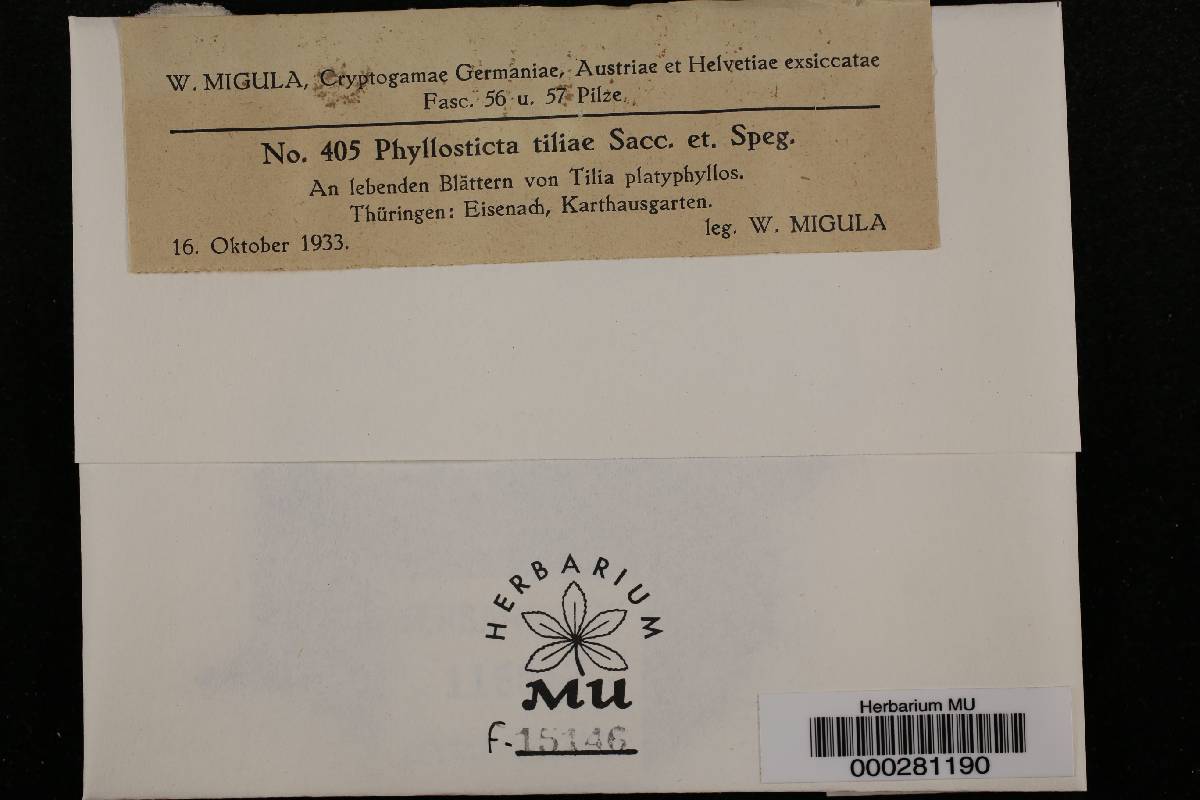 W. MIGULA, Cryptogamae Germaniae, Austriae et Helvetiae exsiccatae
Fasc. 56 u. 57 Pilze.
No. 405 Phyllosticta tiliae Sacc. et. Speg.
An lebenden Blättern von Tilia platyphyllos.
Thüringen: Eisenach, Karthausgarten.
16. Oktober 1933.
leg. W. MIGULA
HERBARIUM
MU
F-15146
Herbarium MU
000281190